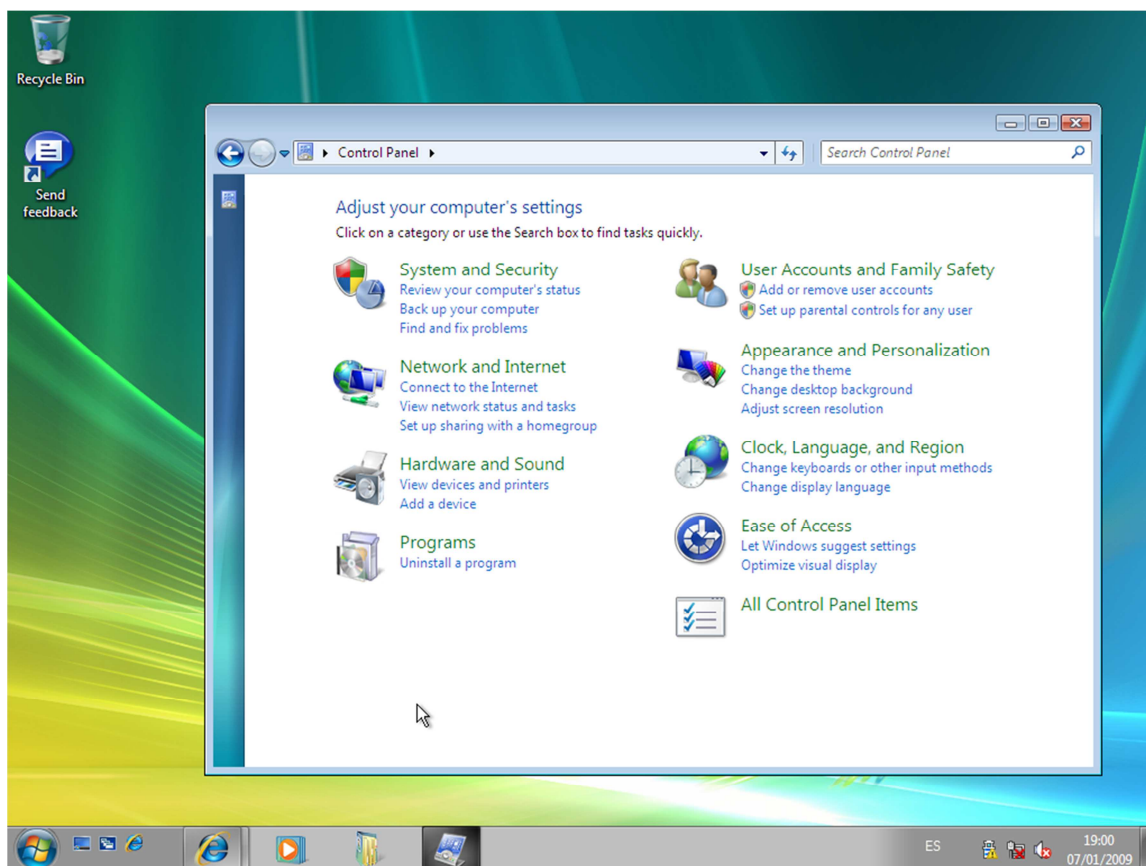 Recycle Bin
Send
feedback
Control Panel
Search Control Panel
Adjust your computer's settings
Click on a category or use the Search box to find tasks quickly.
System and Security
Review your computer's status
Back up your computer
Find and fix problems
Network and Internet
Connect to the Internet
View network status and tasks
Set up sharing with a homegroup
Hardware and Sound
View devices and printers
Add a device
Programs
Uninstall a program
User Accounts and Family Safety
Add or remove user accounts
Set up parental controls for any user
Appearance and Personalization
Change the theme
Change desktop background
Adjust screen resolution
Clock, Language, and Region
Change keyboards or other input methods
Change display language
Ease of Access
Let Windows suggest settings
Optimize visual display
All Control Panel Items
ES
19:00
07/01/2009